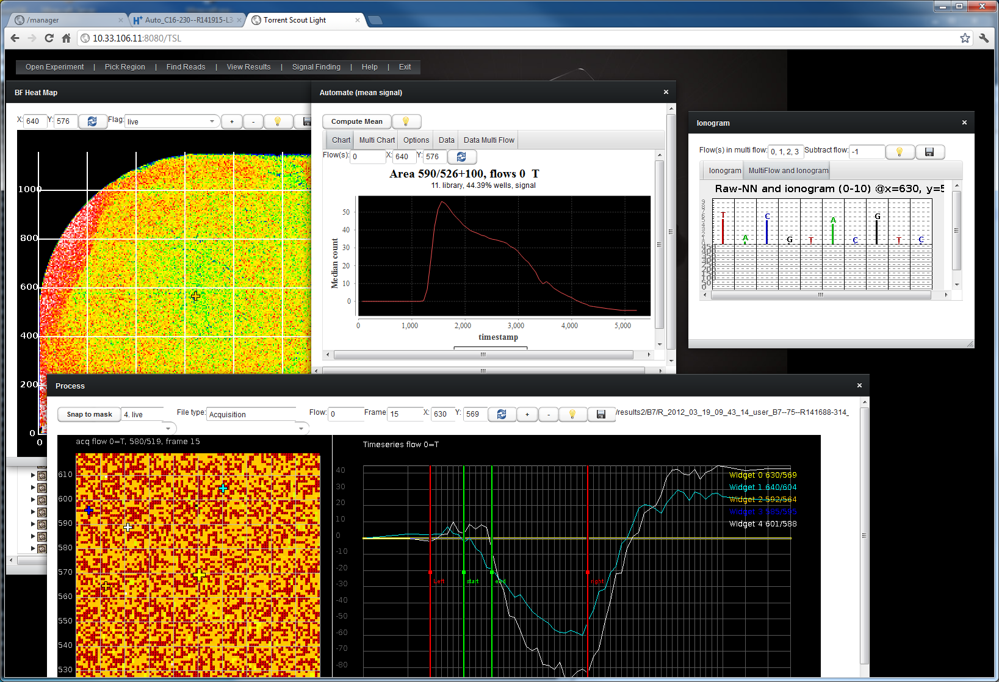 /manager
Auto_C16-230--R141915-L3
Torrent Scout Light
10.33.106.11:8080/TSL
Open Experiment | Pick Region | Find Reads | View Results | Signal Finding | Help | Exit
BF Heat Map
X: 640 Y: 576 Flag: live + -
1000
800
600
400
200
0
0
Automate (mean signal)
Compute Mean
Chart Multi Chart Options Data Data Multi Flow
Flow(s): 0 X: 640 Y: 576
Area 590/526+100, flows 0 T
11. library, 44.39% wells, signal
Median count
50
40
30
20
10
0
0 1,000 2,000 3,000 4,000 5,000
timestamp
Ionogram
Flow(s) in multi flow: 0, 1, 2, 3 Subtract flow: -1
Ionogram MultiFlow and Ionogram
Raw-NN and ionogram (0-10) @x=630, y=5
T A C G T A C G T C
Process
Snap to mask 4. live File type: Acquisition Flow: 0 Frame 15 X: 630 Y: 569 + - /results2/B7/R_2012_03_19_09_43_14_user_B7--75--R141688-314_
acq flow 0=T, 580/519, frame 15
610
600
590
580
570
560
550
540
530
Timeseries flow 0=T
40
30
20
10
0
-10
-20
-30
-40
-50
-60
-70
-80
Left start end right
Widget 0 630/569
Widget 1 640/604
Widget 2 592/564
Widget 3 585/595
Widget 4 601/588